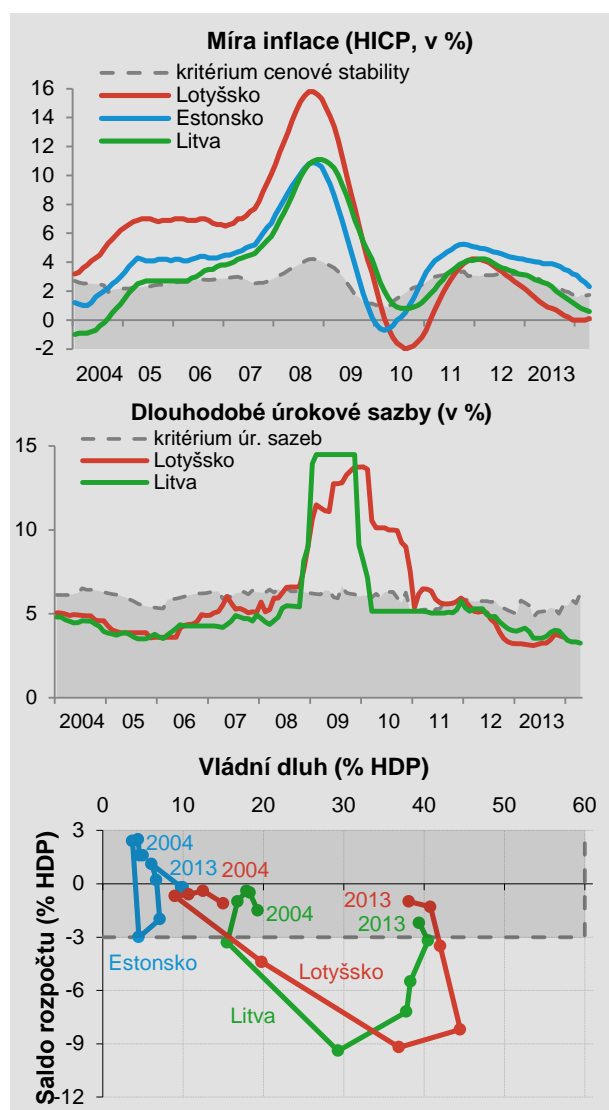 Míra inflace (HICP, v %)
kritérium cenové stability
Lotyšsko
Estonsko
Litva
16
14
12
10
8
6
4
2
0
-2
2004 05 06 07 08 09 10 11 12 2013
Dlouhodobé úrokové sazby (v %)
kritérium úr. sazeb
Lotyšsko
Litva
15
10
5
0
2004 05 06 07 08 09 10 11 12 2013
Vládní dluh (% HDP)
0 10 20 30 40 50 60
Saldo rozpočtu (% HDP)
3
0
-3
-6
-9
-12
2004
2013
2004
2004
2013
2013
Estonsko
Lotyšsko
Litva